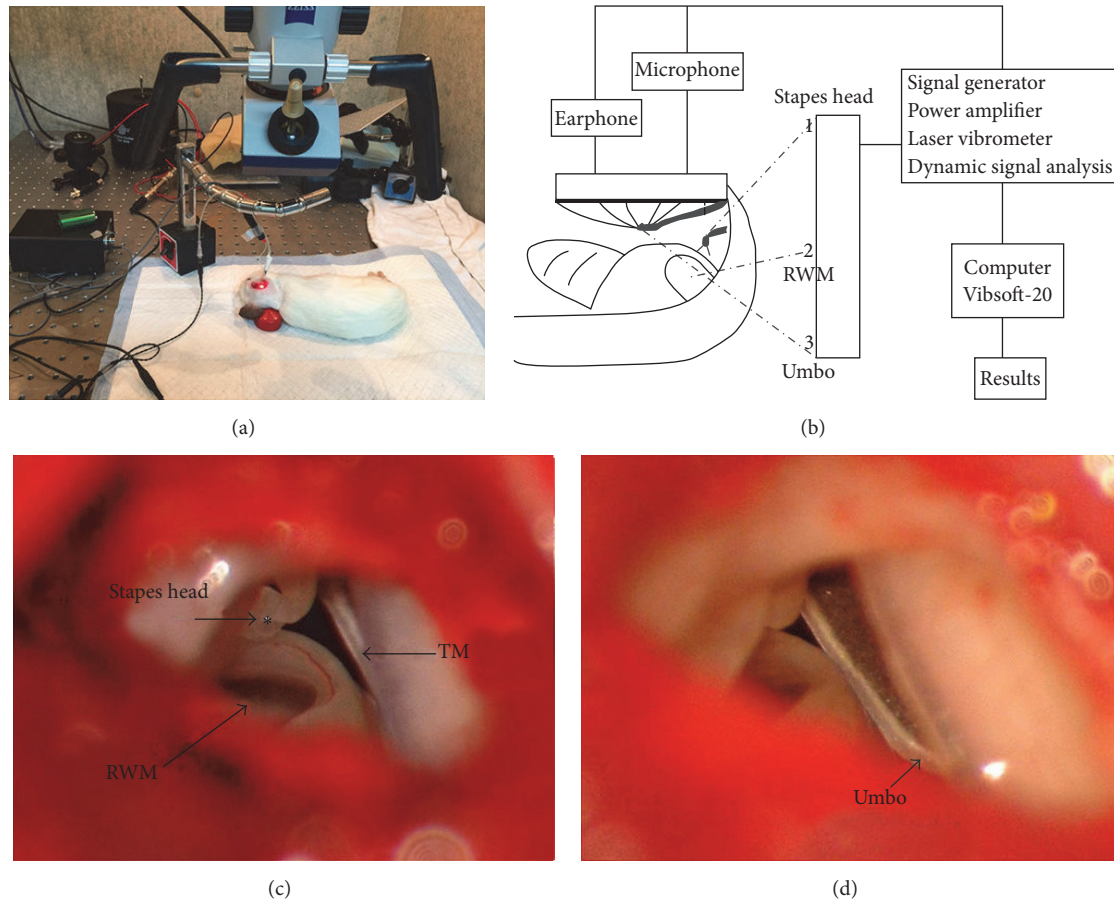 ZEISS
(a)
Microphone
Earphone
Stapes head
1
2
RWM
3
Umbo
Signal generator
Power amplifier
Laser vibrometer
Dynamic signal analysis
Computer
Vibsoft-20
Results
(b)
Stapes head
*
TM
RWM
(c)
Umbo
(d)